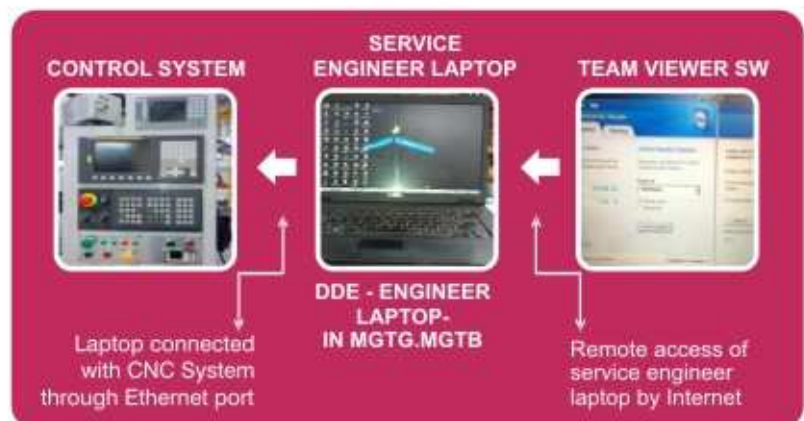 CONTROL SYSTEM
SERVICE
ENGINEER LAPTOP
TEAM VIEWER SW
DDE - ENGINEER
LAPTOP-
IN MGTG.MGTB
Laptop connected
with CNC System
through Ethernet port
Remote access of
service engineer
laptop by Internet